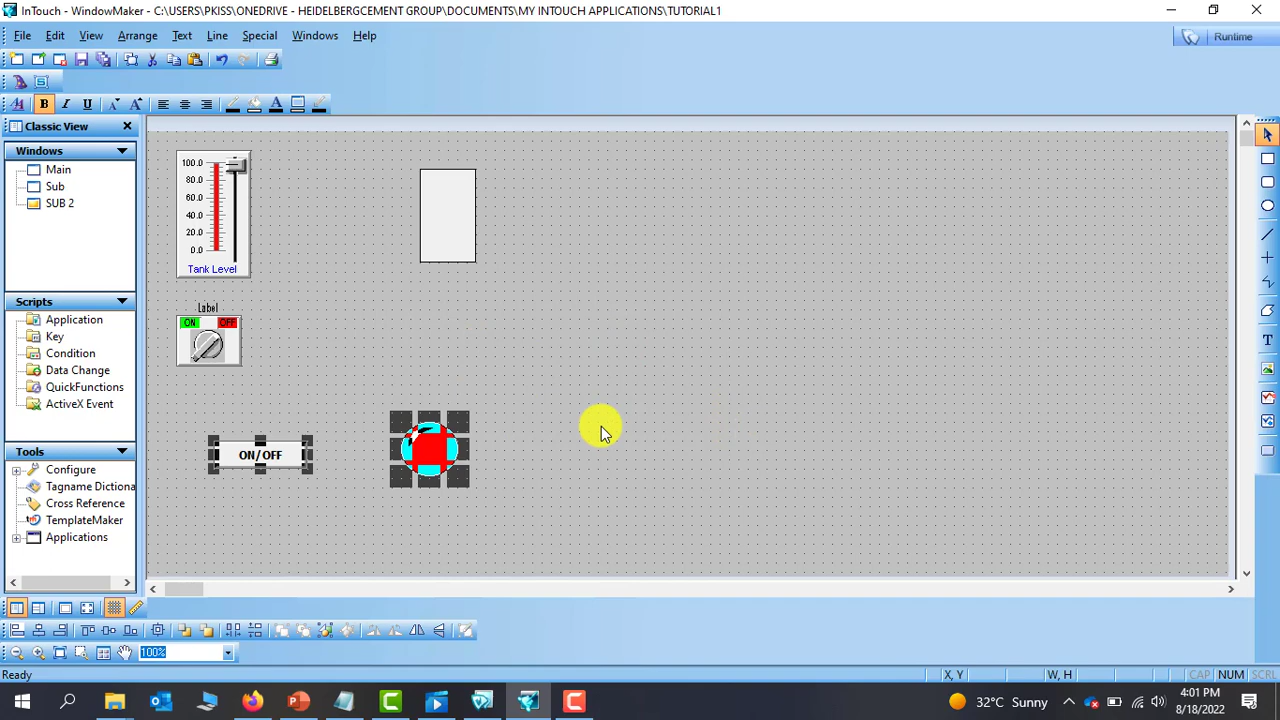 InTouch - WindowMaker - C:\USERS\PKISS\ONEDRIVE - HEIDELBERGCEMENT GROUP\DOCUMENTS\MY INTOUCH APPLICATIONS\TUTORIAL1
File Edit View Arrange Text Line Special Windows Help
Runtime
Classic View
Windows
Main
Sub
SUB 2
Scripts
Application
Key
Condition
Data Change
QuickFunctions
ActiveX Event
Tools
Configure
Tagname Dictiona
Cross Reference
TemplateMaker
Applications
100.0
80.0
60.0
40.0
20.0
0.0
Tank Level
Label
ON OFF
ON/OFF
100%
Ready
X, Y W, H CAP NUM SCRL
32°C Sunny
4:01 PM
8/18/2022